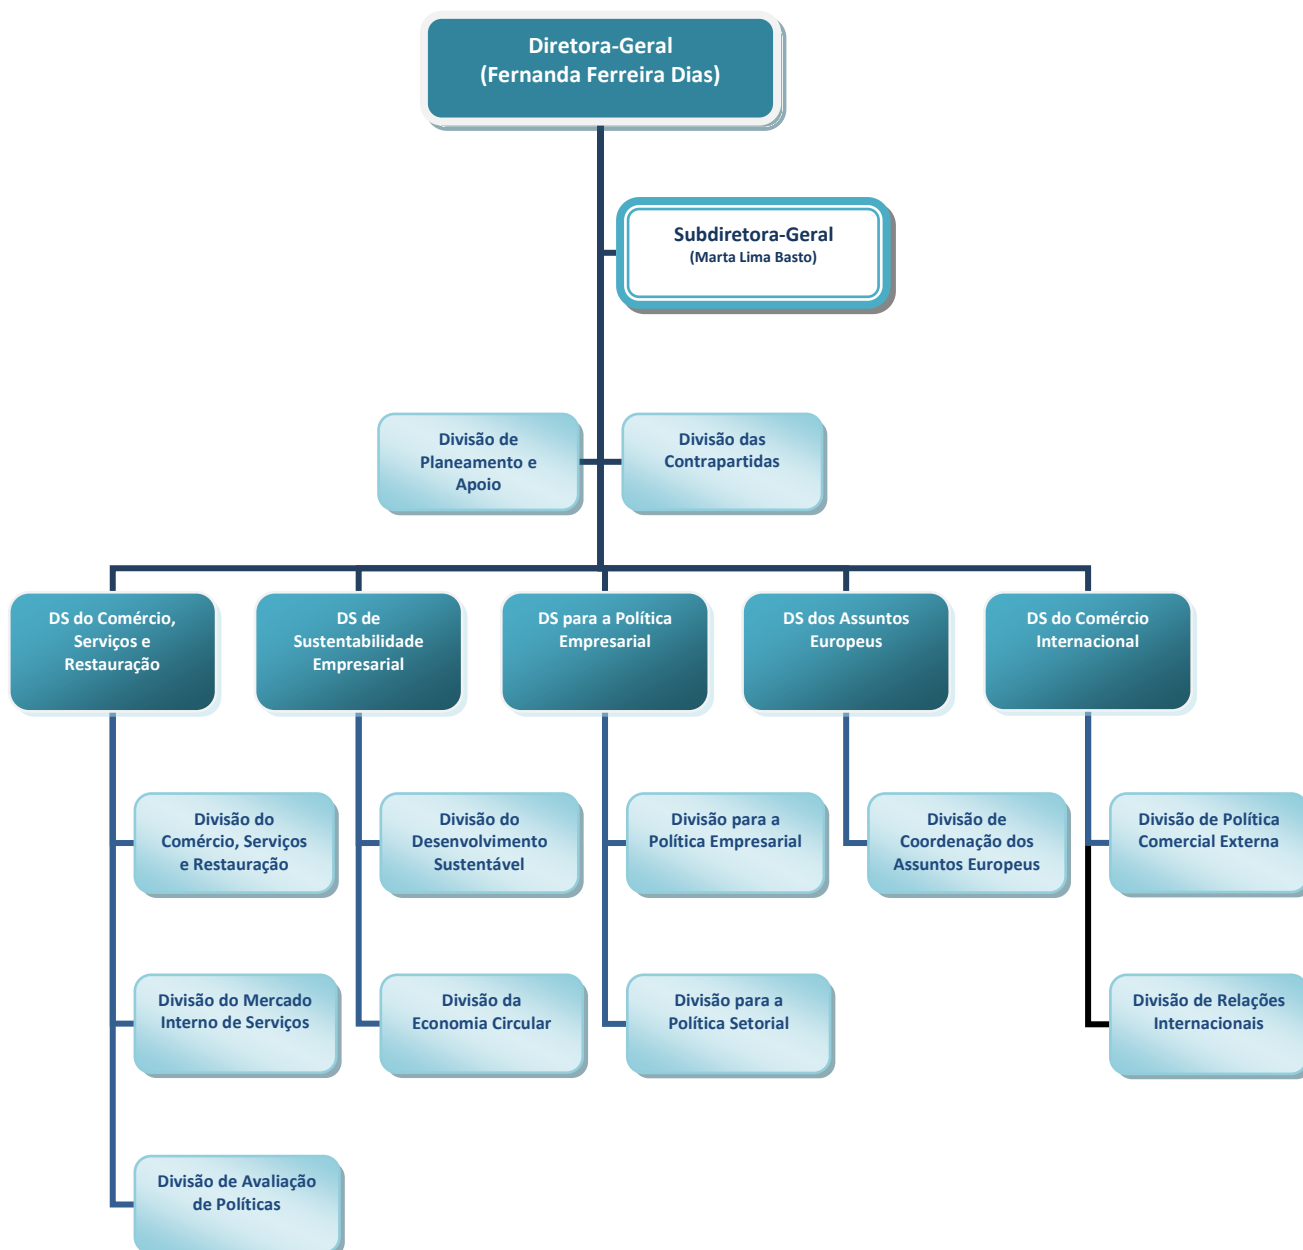 Diretora-Geral
(Fernanda Ferreira Dias)
Subdiretora-Geral
(Marta Lima Basto)
Divisão de
Planeamento e
Apoio
Divisão das
Contrapartidas
DS do Comércio,
Serviços e
Restauração
DS de
Sustentabilidade
Empresarial
DS para a Política
Empresarial
DS dos Assuntos
Europeus
DS do Comércio
Internacional
Divisão do
Comércio, Serviços
e Restauração
Divisão do
Desenvolvimento
Sustentável
Divisão para a
Política Empresarial
Divisão de
Coordenação dos
Assuntos Europeus
Divisão de Política
Comercial Externa
Divisão do Mercado
Interno de Serviços
Divisão da
Economia Circular
Divisão para a
Política Setorial
Divisão de Relações
Internacionais
Divisão de Avaliação
de Políticas